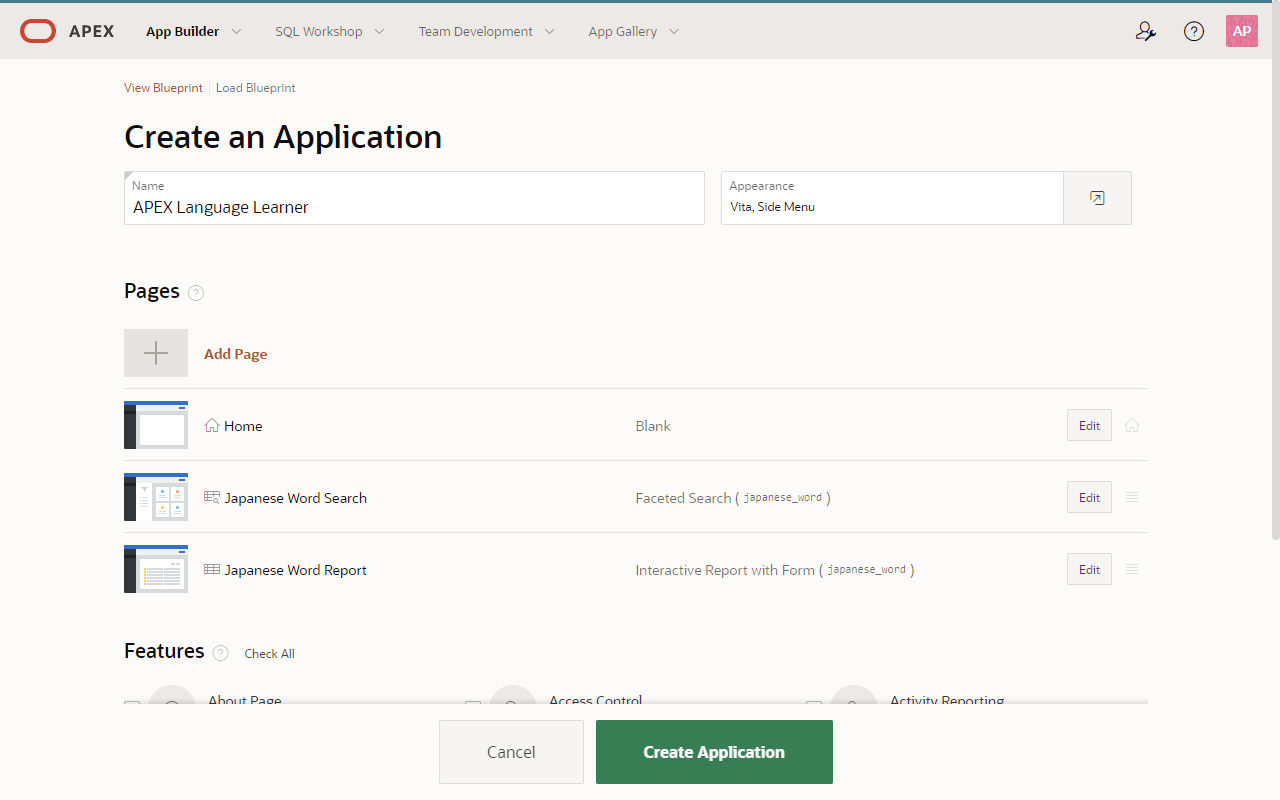 APEX App Builder SQL Workshop Team Development App Gallery ? AP
View Blueprint Load Blueprint
Create an Application
Name
APEX Language Learner
Appearance
Vita, Side Menu
Pages ?
Add Page
Home Blank Edit
Japanese Word Search Faceted Search ( japanese_word ) Edit
Japanese Word Report Interactive Report with Form ( japanese_word ) Edit
Features ? Check All
About Page Access Control Activity Reporting
Cancel Create Application